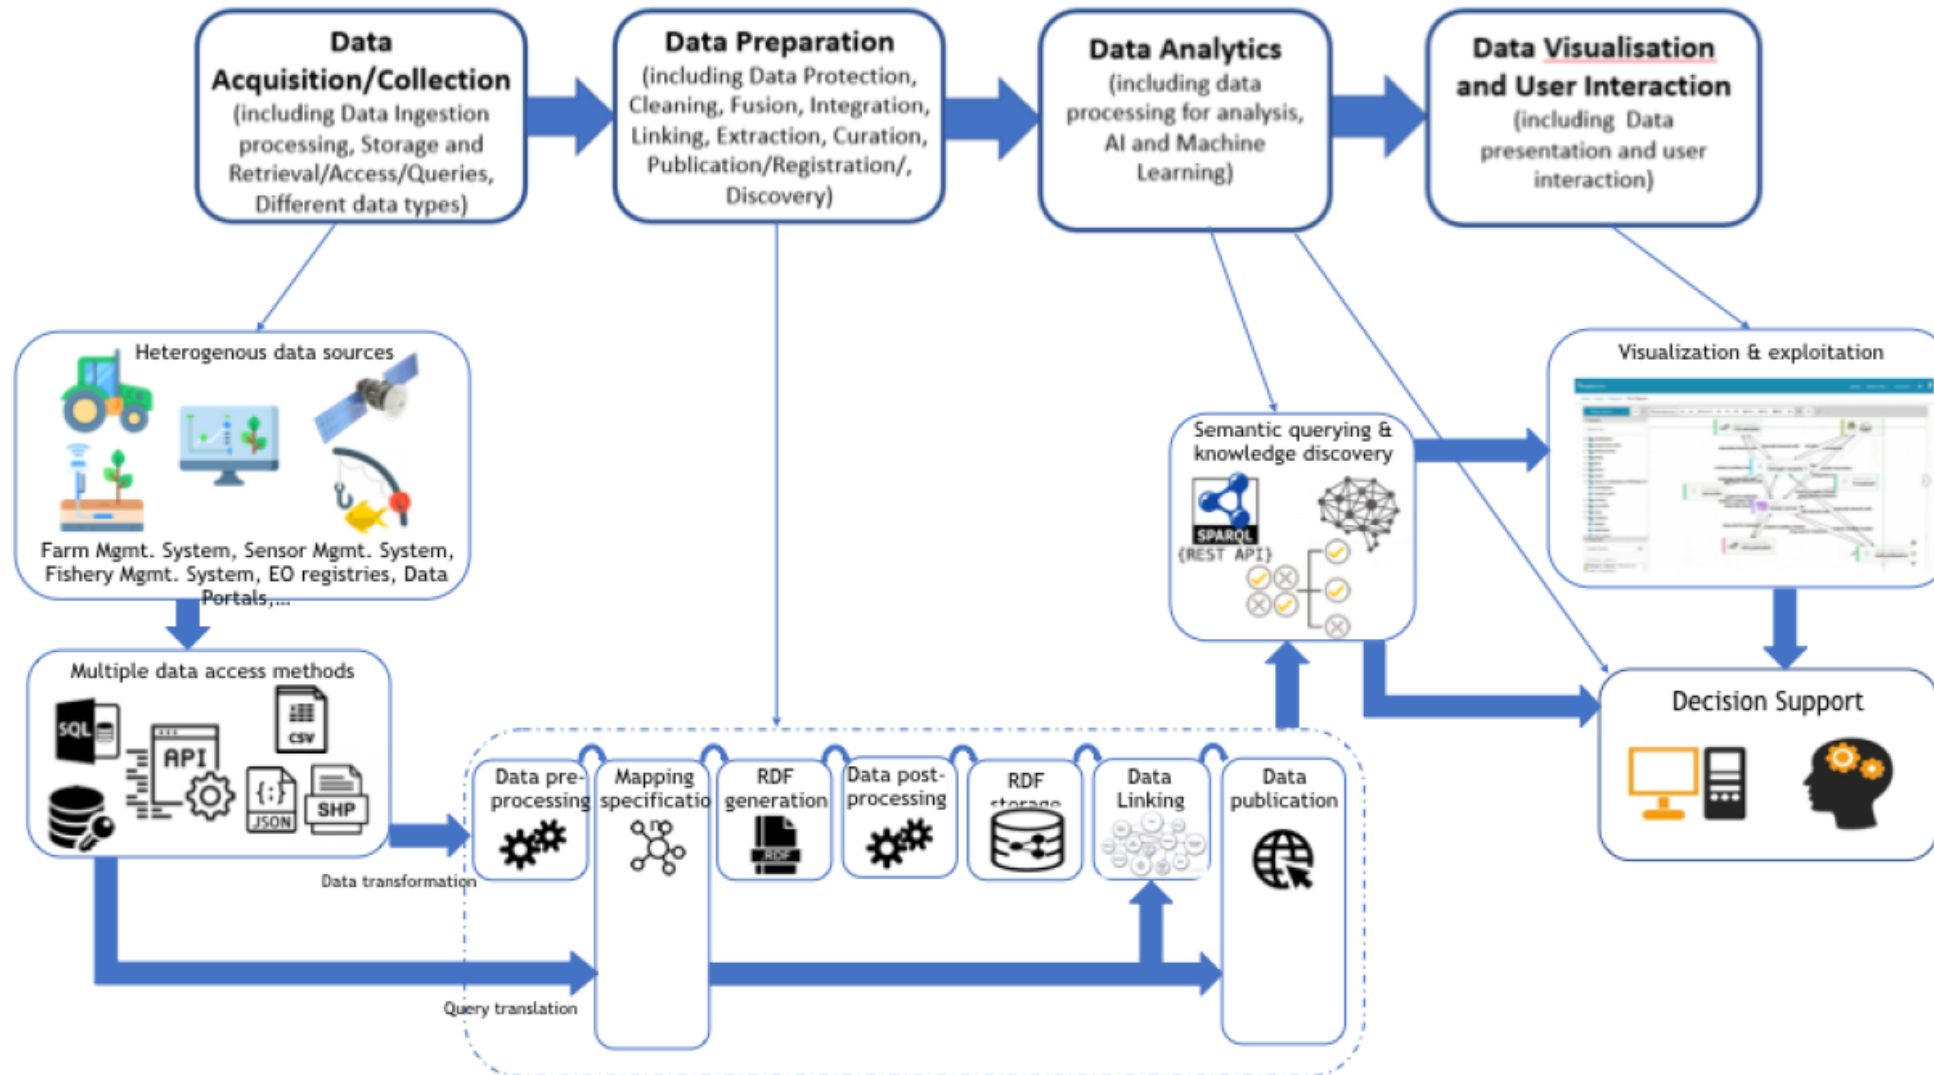 Data
Acquisition/Collection
(including Data Ingestion
processing, Storage and
Retrieval/Access/Queries,
Different data types)
Data Preparation
(including Data Protection,
Cleaning, Fusion, Integration,
Linking, Extraction, Curation,
Publication/Registration/,
Discovery)
Data Analytics
(including data
processing for analysis,
AI and Machine
Learning)
Data Visualisation
and User Interaction
(including Data
presentation and user
interaction)
Heterogenous data sources
Farm Mgmt. System, Sensor Mgmt. System,
Fishery Mgmt. System, EO registries, Data
Portals,...
Multiple data access methods
SQL
API
CSV
{:}
JSON
SHP
Data transformation
Query translation
Data pre-
processing
Mapping
specificatio
n
RDF
generation
.RDF
Data post-
processing
RDF
storage
Data
Linking
Data
publication
Semantic querying &
knowledge discovery
SPARQL
{REST API}
Visualization & exploitation
Decision Support